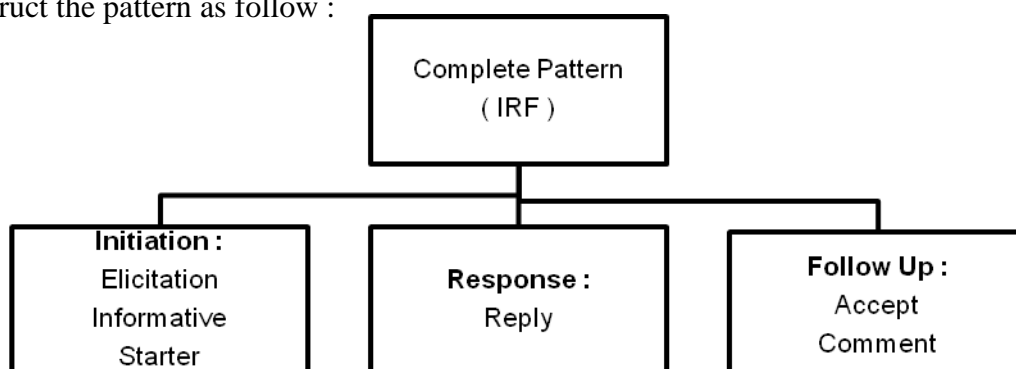 ruct the pattern as follow :
Complete Pattern
( IRF )
Initiation :
Elicitation
Informative
Starter
Response :
Reply
Follow Up :
Accept
Comment